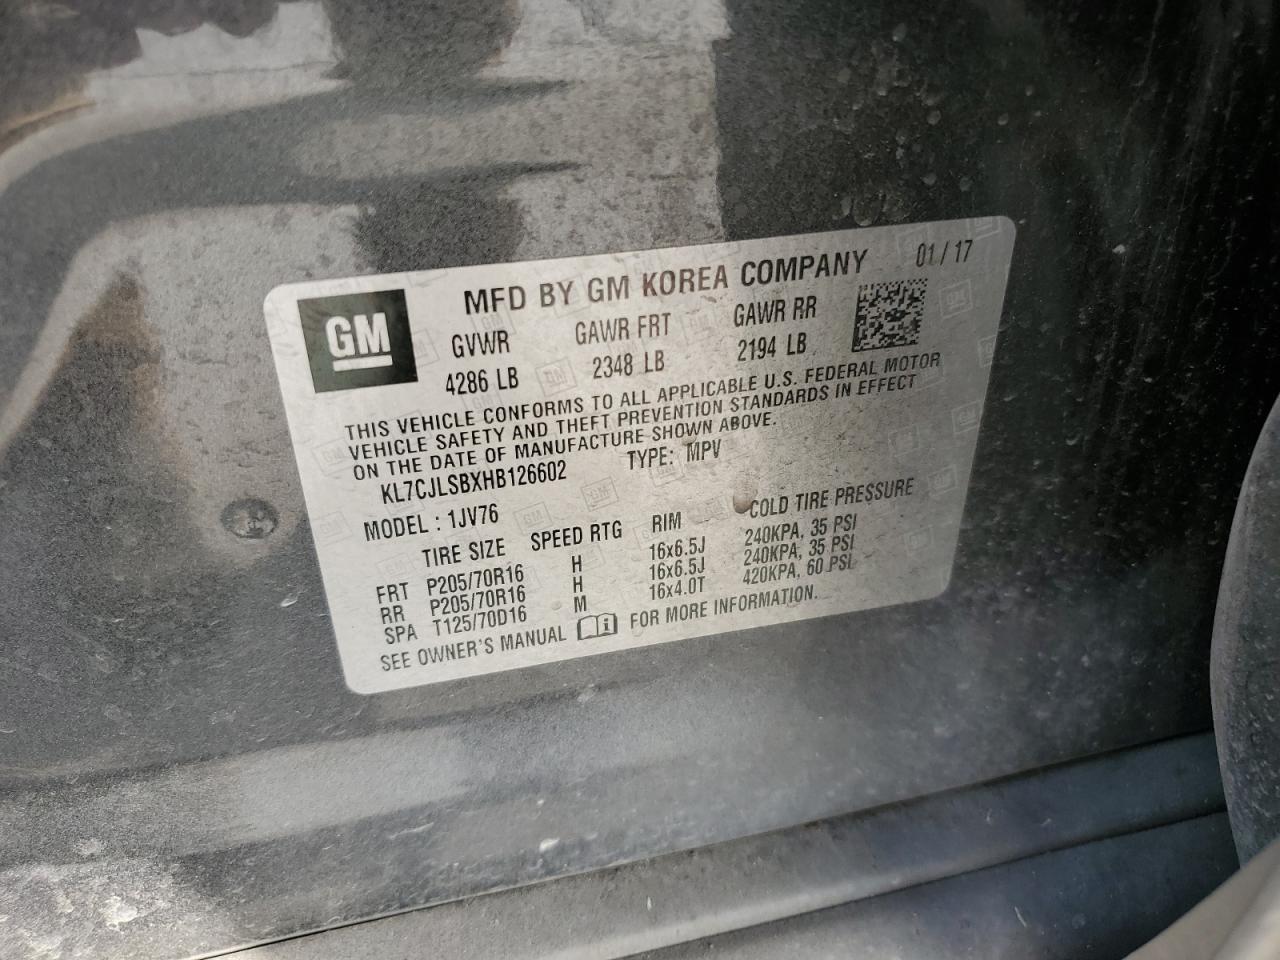 MFD BY GM KOREA COMPANY 01/17
GM
GVWR GAWR FRT GAWR RR
4286 LB 2348 LB 2194 LB
THIS VEHICLE CONFORMS TO ALL APPLICABLE U.S. FEDERAL MOTOR
VEHICLE SAFETY AND THEFT PREVENTION STANDARDS IN EFFECT
ON THE DATE OF MANUFACTURE SHOWN ABOVE.
KL7CJLSBXHB126602 TYPE: MPV
MODEL : 1JV76
TIRE SIZE SPEED RTG RIM COLD TIRE PRESSURE
FRT P205/70R16 H 16x6.5J 240KPA, 35 PSI
RR P205/70R16 H 16x6.5J 240KPA, 35 PSI
SPA T125/70D16 M 16x4.0T 420KPA, 60 PSI
SEE OWNER'S MANUAL FOR MORE INFORMATION.